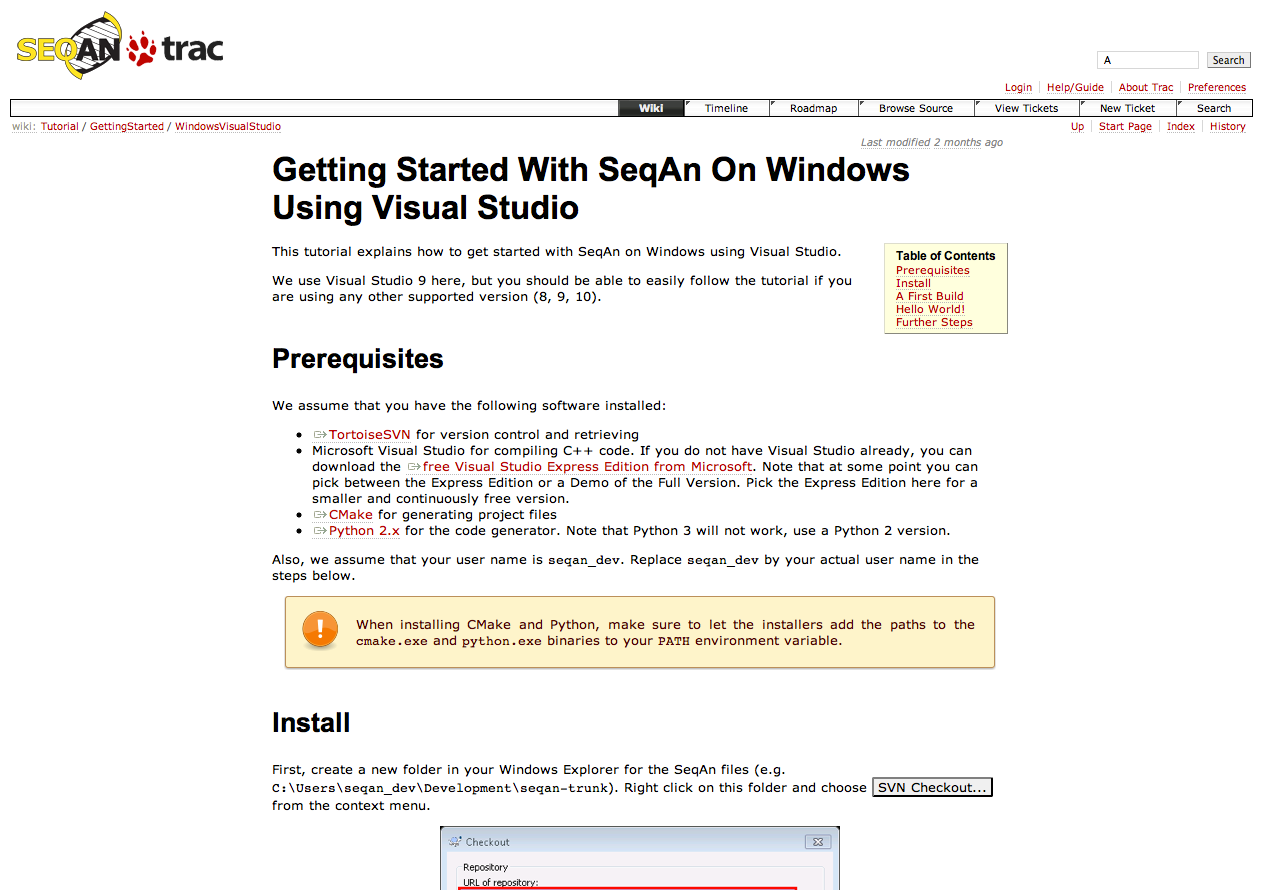 SEQAN trac
A Search
Login Help/Guide About Trac Preferences
Wiki Timeline Roadmap Browse Source View Tickets New Ticket Search
wiki: Tutorial / GettingStarted / WindowsVisualStudio
Up Start Page Index History
Last modified 2 months ago
Getting Started With SeqAn On Windows
Using Visual Studio
This tutorial explains how to get started with SeqAn on Windows using Visual Studio.
We use Visual Studio 9 here, but you should be able to easily follow the tutorial if you
are using any other supported version (8, 9, 10).
Table of Contents
Prerequisites
Install
A First Build
Hello World!
Further Steps
Prerequisites
We assume that you have the following software installed:
• TortoiseSVN for version control and retrieving
• Microsoft Visual Studio for compiling C++ code. If you do not have Visual Studio already, you can
download the free Visual Studio Express Edition from Microsoft. Note that at some point you can
pick between the Express Edition or a Demo of the Full Version. Pick the Express Edition here for a
smaller and continuously free version.
• CMake for generating project files
• Python 2.x for the code generator. Note that Python 3 will not work, use a Python 2 version.
Also, we assume that your user name is seqan_dev. Replace seqan_dev by your actual user name in the
steps below.
When installing CMake and Python, make sure to let the installers add the paths to the
cmake.exe and python.exe binaries to your PATH environment variable.
Install
First, create a new folder in your Windows Explorer for the SeqAn files (e.g.
C:\Users\seqan_dev\Development\seqan-trunk). Right click on this folder and choose SVN Checkout...
from the context menu.
Checkout
Repository
URL of repository: